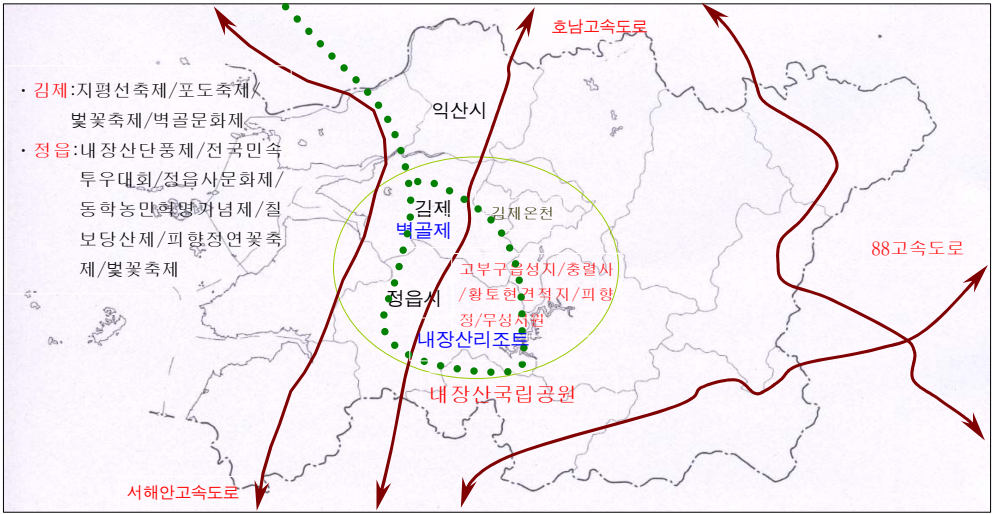 호남고속도로
· 김제:지평선축제/포도축제/
벚꽃축제/벽골문화제
· 정읍:내장산단풍제/전국민속
투우대회/정읍사문화제/
동학농민혁명기념제/칠
보당산제/피향정연꽃축
제/벚꽃축제
익산시
김제
김제온천
벽골제
88고속도로
고부구읍성지/충렬사
/황토현전적지/피향
정/무성서원
정읍시
내장산리조트
내장산국립공원
서해안고속도로